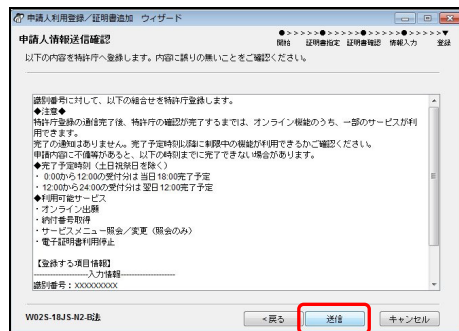 申請人利用登録／証明書追加 ウィザード
申請人情報送信確認
●>>>>>●>>>>>●>>>>>●>>>>>▼
開始 証明書指定 証明書確認 情報入力 登録
以下の内容を特許庁へ登録します。内容に誤りの無いことをご確認ください。
識別番号に対して、以下の組合せを特許庁登録します。
◆注意◆
特許庁登録の通信完了後、特許庁の確認が完了するまでは、オンライン機能のうち、一部のサービスが利
用できます。
完了の通知はありません。完了予定時刻以降に制限中の機能が利用できるかご確認ください。
申請内容に不備等があると、以下の時刻までに完了できない場合があります。
◆完了予定時刻（土日祝祭日を除く）
・0:00から12:00の受付分は当日18:00完了予定
・12:00から24:00の受付分は翌日12:00完了予定
◆利用可能サービス
・オンライン出願
・納付番号取得
・サービスメニュー照会／変更（照会のみ）
・電子証明書利用停止
【登録する項目情報】
--------------------入力情報--------------------
識別番号：XXXXXXXXX
W02S-18JS-N2-B法
<戻る
送信
キャンセル